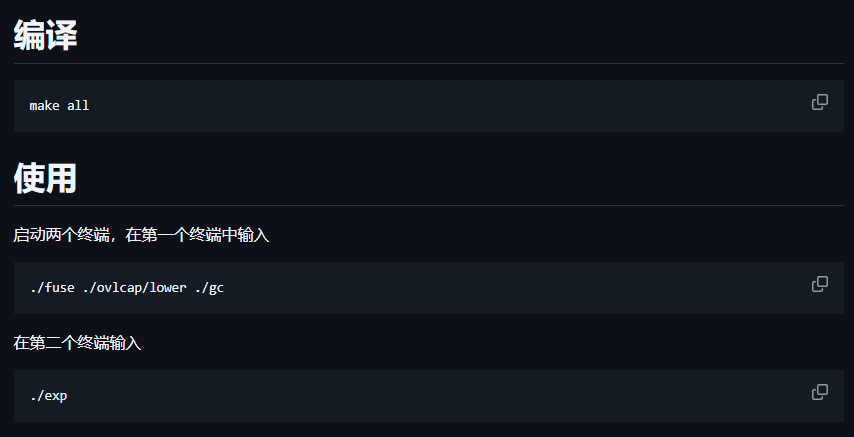 编译
make all
使用
启动两个终端，在第一个终端中输入
./fuse ./ovlcap/lower ./gc
在第二个终端输入
./exp